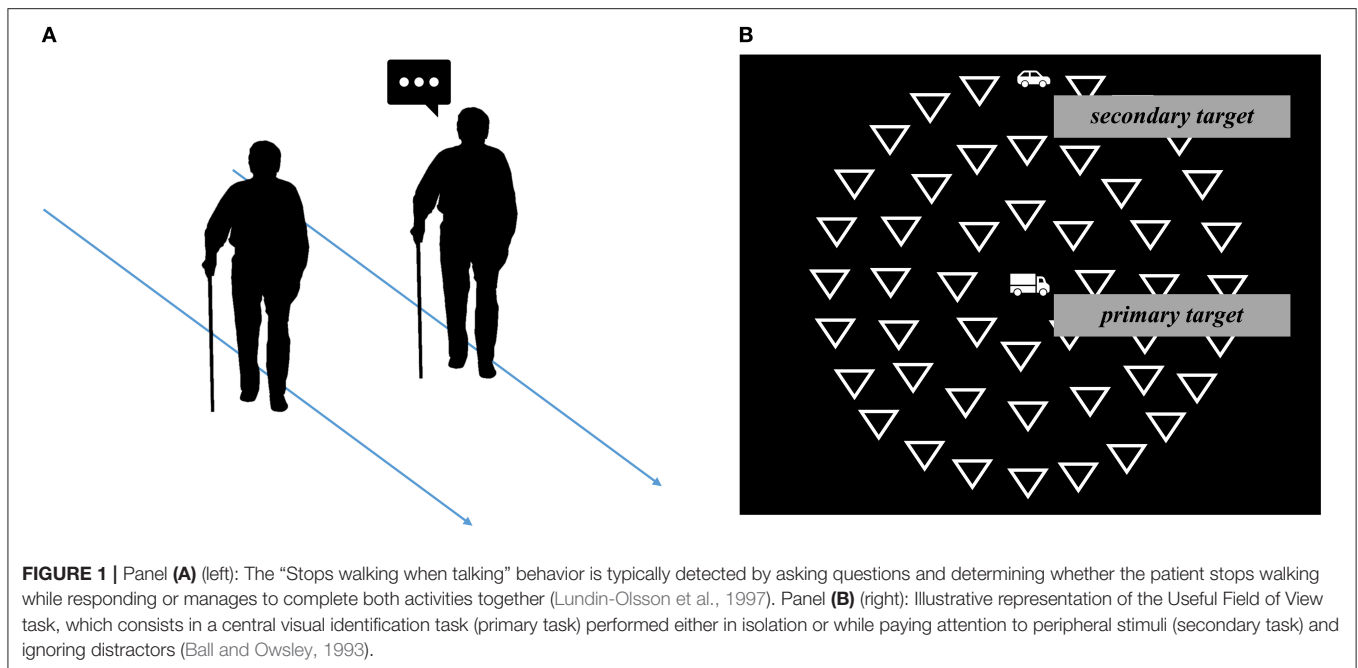 A
B
secondary target
primary target
FIGURE 1 | Panel (A) (left): The “Stops walking when talking” behavior is typically detected by asking questions and determining whether the patient stops walking
while responding or manages to complete both activities together (Lundin-Olsson et al., 1997). Panel (B) (right): Illustrative representation of the Useful Field of View
task, which consists in a central visual identification task (primary task) performed either in isolation or while paying attention to peripheral stimuli (secondary task) and
ignoring distractors (Ball and Owsley, 1993).